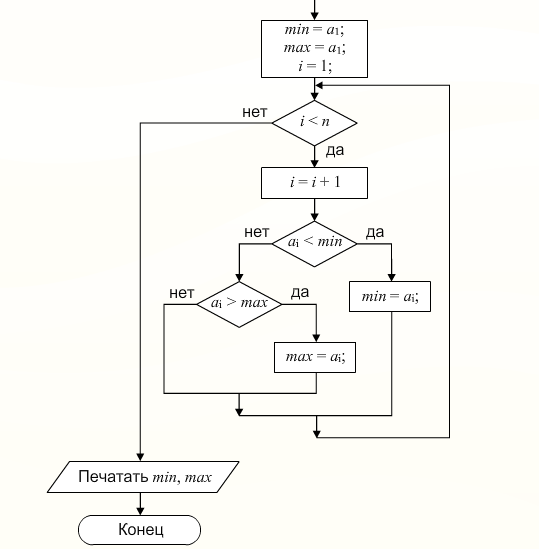 min = a1;
max = a1;
i = 1;
нет
i < n
да
i = i + 1
нет
ai < min
да
нет
ai > max
да
min = ai;
max = ai;
Печатать min, max
Конец